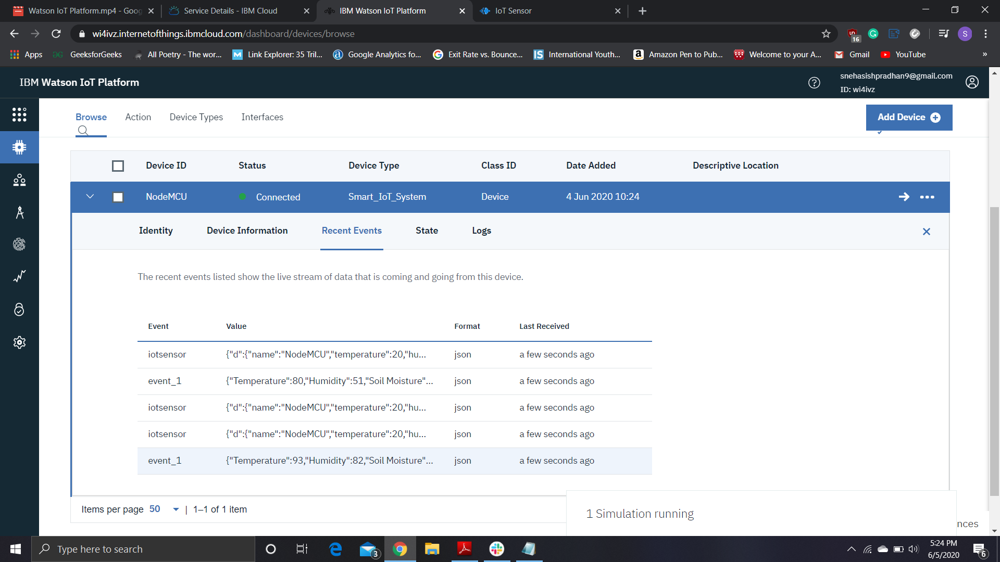 Watson IoT Platform.mp4 - Goog
Service Details - IBM Cloud
IBM Watson IoT Platform
IoT Sensor
wi4ivz.internetofthings.ibmcloud.com/dashboard/devices/browse
16
S
Apps
GeeksforGeeks
All Poetry - The wor...
Link Explorer: 35 Tril...
Google Analytics fo...
Exit Rate vs. Bounce...
International Youth...
Amazon Pen to Pub...
Welcome to your A...
Gmail
YouTube
»
IBM Watson IoT Platform
snehasishpradhan9@gmail.com
ID: wi4ivz
Browse
Action
Device Types
Interfaces
Add Device
Device ID
Status
Device Type
Class ID
Date Added
Descriptive Location
NodeMCU
Connected
Smart_IoT_System
Device
4 Jun 2020 10:24
Identity
Device Information
Recent Events
State
Logs
The recent events listed show the live stream of data that is coming and going from this device.
Event
Value
Format
Last Received
iotsensor
{"d":{"name":"NodeMCU","temperature":20,"hu...
json
a few seconds ago
event_1
{"Temperature":80,"Humidity":51,"Soil Moisture"...
json
a few seconds ago
iotsensor
{"d":{"name":"NodeMCU","temperature":20,"hu...
json
a few seconds ago
iotsensor
{"d":{"name":"NodeMCU","temperature":20,"hu...
json
a few seconds ago
event_1
{"Temperature":93,"Humidity":82,"Soil Moisture"...
json
a few seconds ago
Items per page 50 | 1–1 of 1 item
1 Simulation running
nces
Type here to search
3
5:24 PM
6/5/2020
6